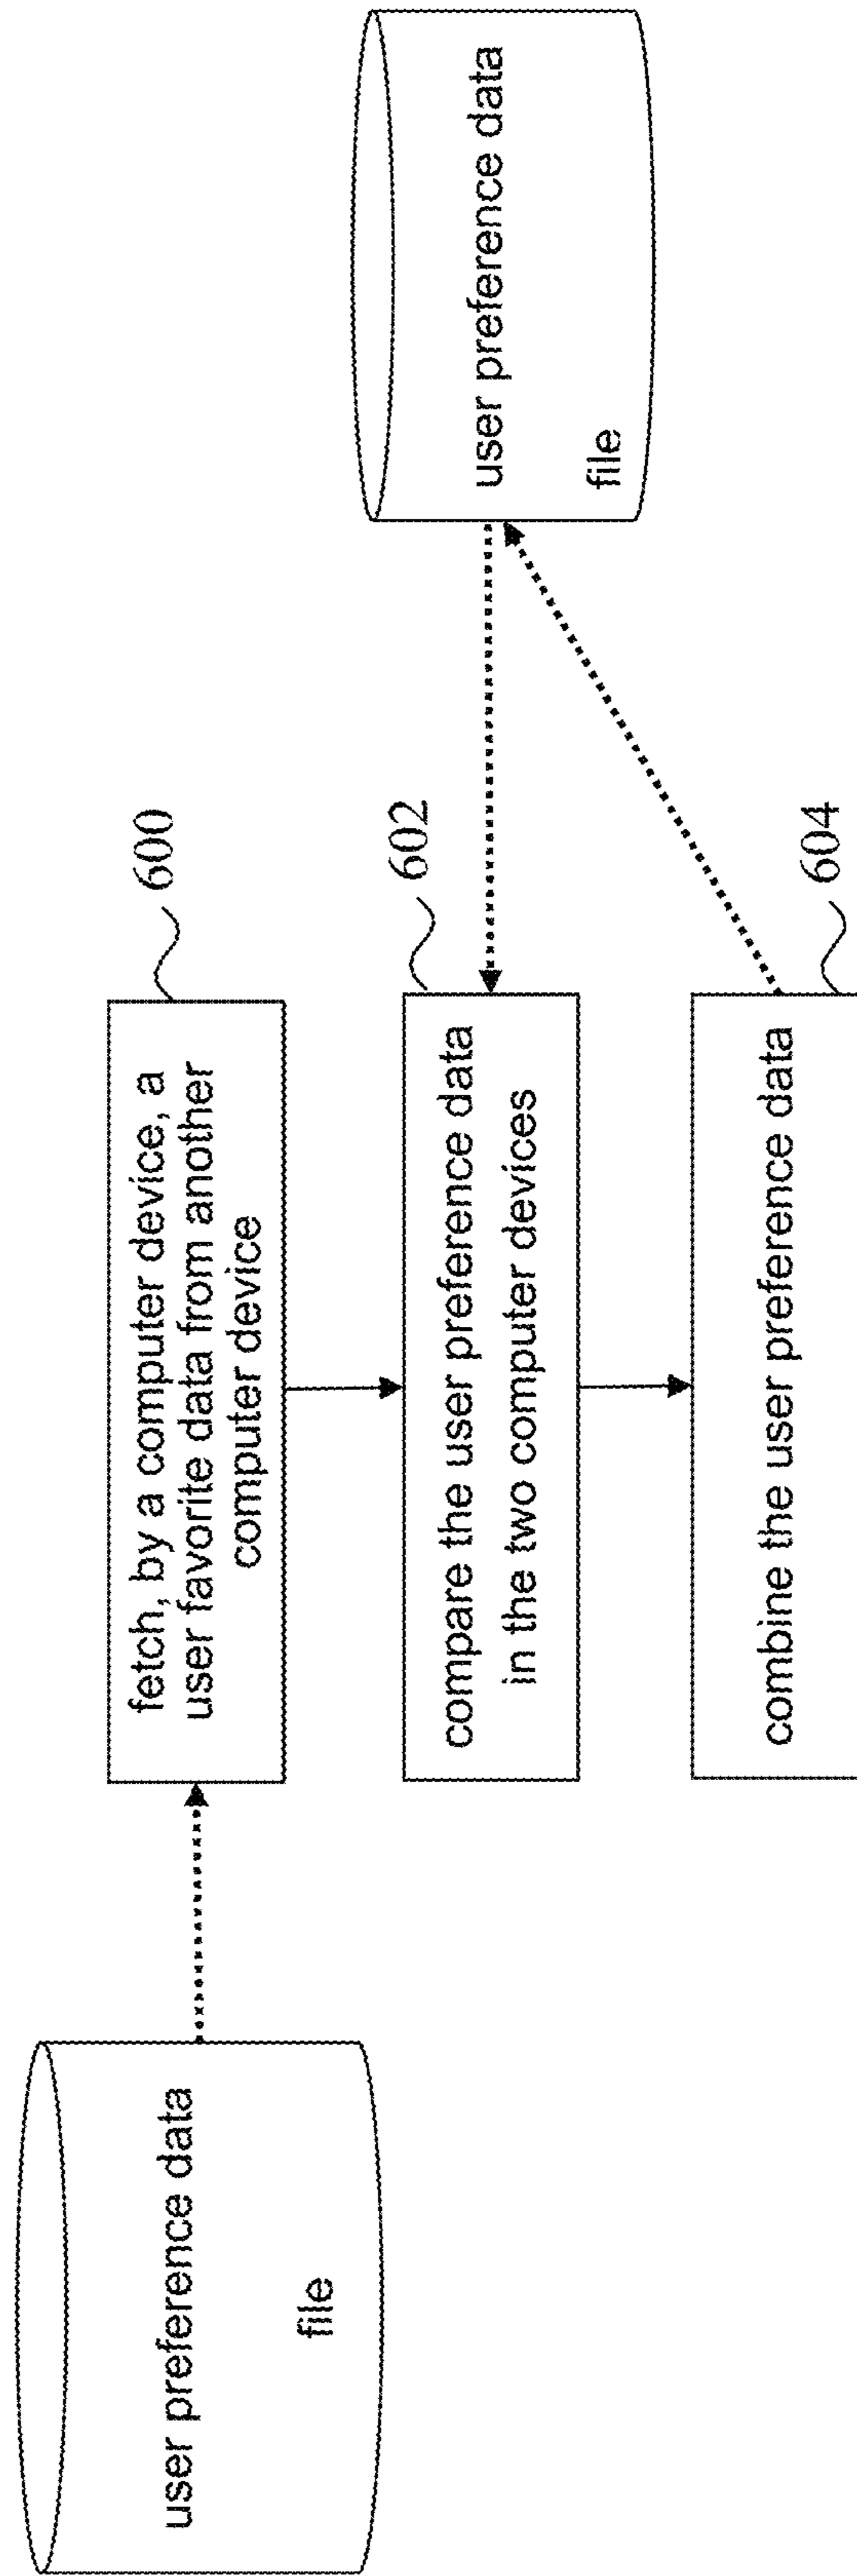 user preference data
file
fetch, by a computer device, a
user favorite data from another
computer device
600
compare the user preference data
in the two computer devices
602
combine the user preference data
604
user preference data
file